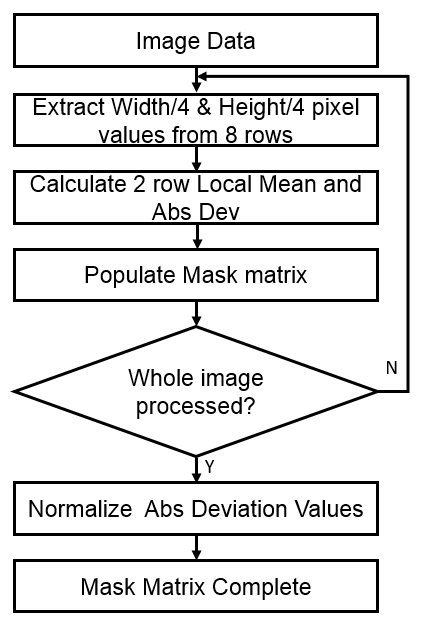 Image Data
Extract Width/4 & Height/4 pixel
values from 8 rows
Calculate 2 row Local Mean and
Abs Dev
Populate Mask matrix
Whole image
processed?
N
Y
Normalize  Abs Deviation Values
Mask Matrix Complete